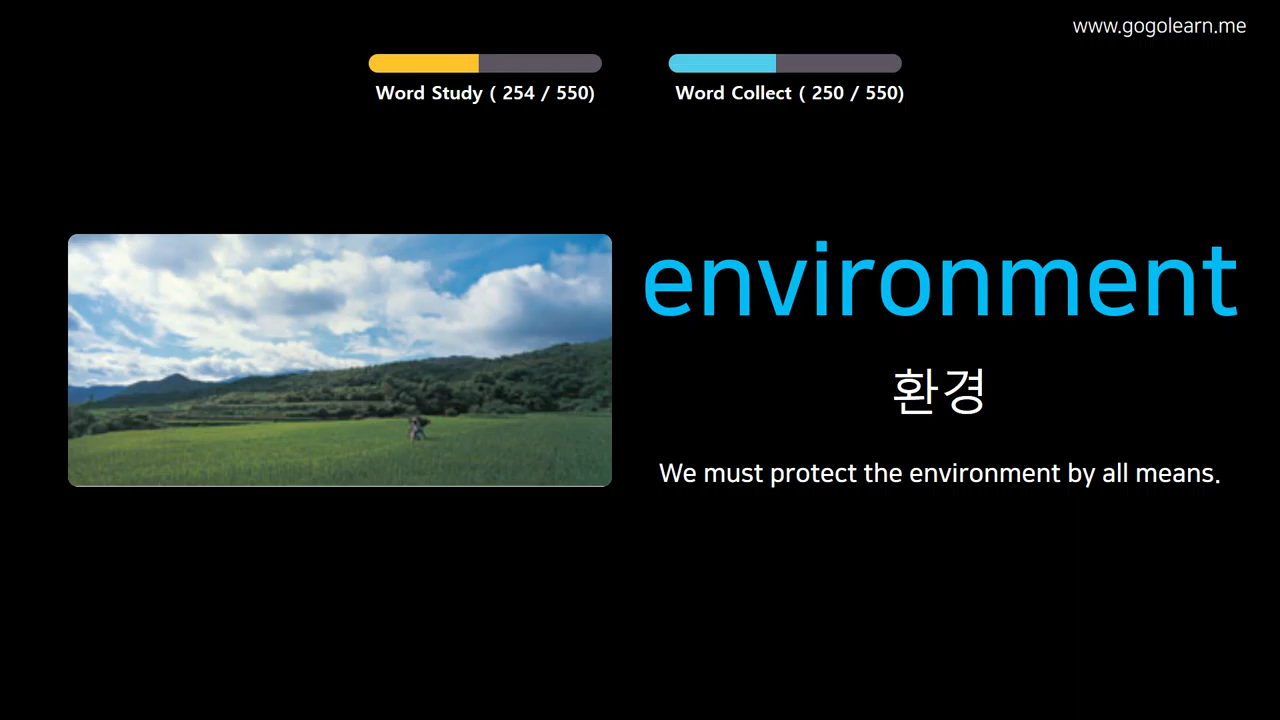 www.gogolearn.me
Word Study ( 254 / 550)
Word Collect ( 250 / 550)
environment
환경
We must protect the environment by all means.